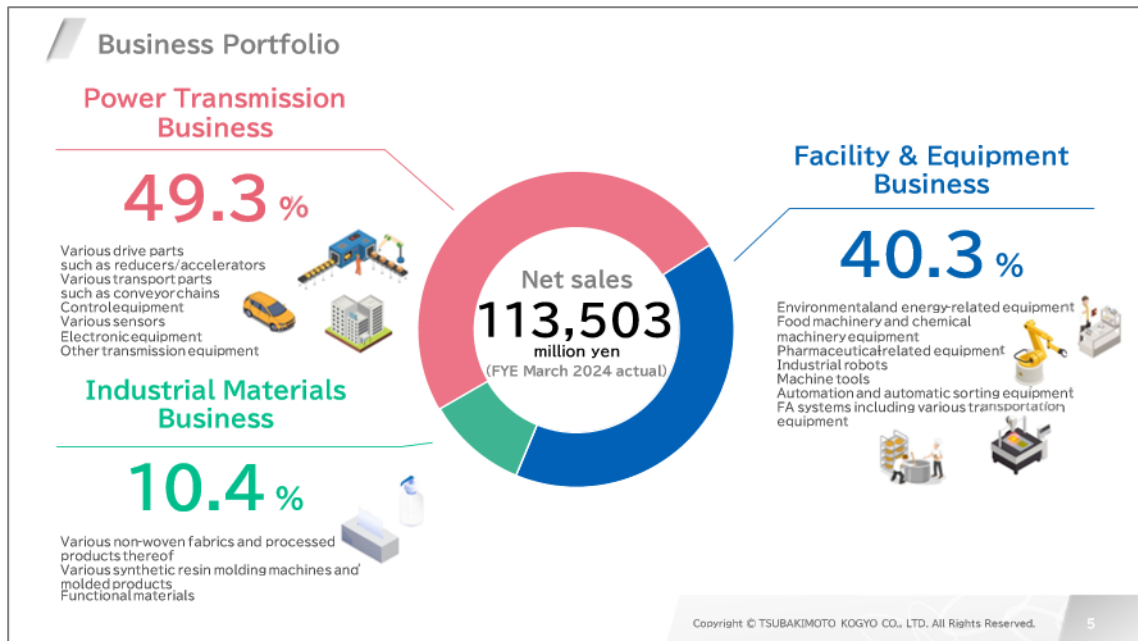 Business Portfolio
Power Transmission
Business
49.3 %
Various drive parts
such as reducers/accelerators
Various transport parts
such as conveyor chains
Control equipment
Various sensors
Electronic equipment
Other transmission equipment
Industrial Materials
Business
10.4 %
Various non-woven fabrics and processed
products thereof
Various synthetic resin molding machines and'
molded products
Functional materials
Net sales
113,503
million yen
(FYE March 2024 actual)
Facility & Equipment
Business
40.3 %
Environmentaland energy-related equipment
Food machinery and chemical
machinery equipment
Pharmaceutical-related equipment
Industrial robots
Machine tools
Automation and automatic sorting equipment
FA systems including various transportation
equipment
Copyright © TSUBAKIMOTO KOGYO CO., LTD. All Rights Reserved.
5